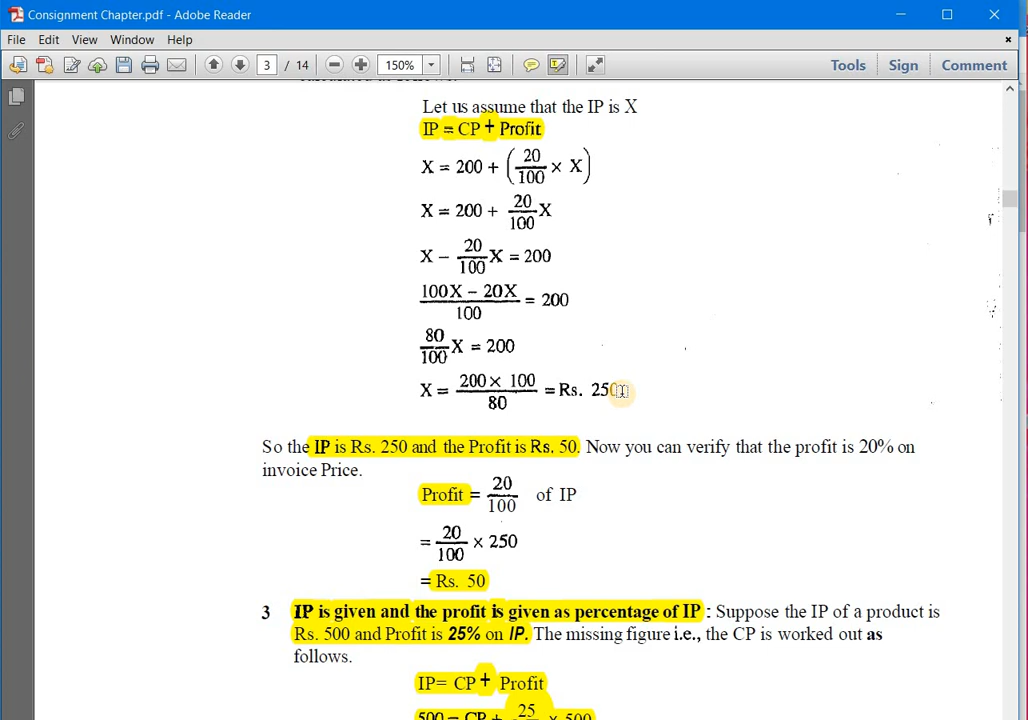 Consignment Chapter.pdf - Adobe Reader
File Edit View Window Help
3 / 14 150% Tools Sign Comment
Let us assume that the IP is X
IP = CP + Profit
X = 200 + (20/100 × X)
X = 200 + 20/100 X
X − 20/100 X = 200
100X − 20X / 100 = 200
80/100 X = 200
X = 200 × 100 / 80 = Rs. 250
So the IP is Rs. 250 and the Profit is Rs. 50. Now you can verify that the profit is 20% on
invoice Price.
Profit = 20/100 of IP
= 20/100 × 250
= Rs. 50
3 IP is given and the profit is given as percentage of IP : Suppose the IP of a product is
Rs. 500 and Profit is 25% on IP. The missing figure i.e., the CP is worked out as
follows.
IP= CP + Profit
500 = CP + 25 × 500